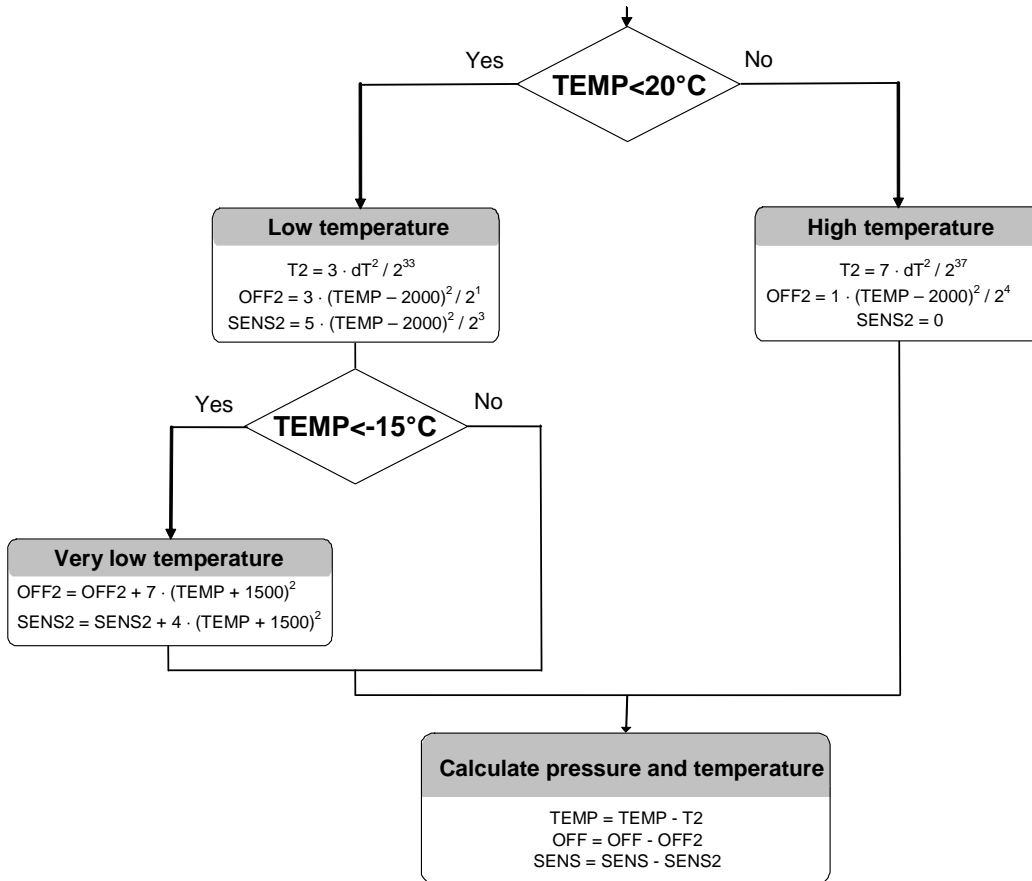 Yes
No
TEMP<20°C
Low temperature
T2 = 3 · dT² / 2³³
OFF2 = 3 · (TEMP – 2000)² / 2¹
SENS2 = 5 · (TEMP – 2000)² / 2³
High temperature
T2 = 7 · dT² / 2³⁷
OFF2 = 1 · (TEMP – 2000)² / 2⁴
SENS2 = 0
Yes
No
TEMP<-15°C
Very low temperature
OFF2 = OFF2 + 7 · (TEMP + 1500)²
SENS2 = SENS2 + 4 · (TEMP + 1500)²
Calculate pressure and temperature
TEMP = TEMP - T2
OFF = OFF - OFF2
SENS = SENS - SENS2